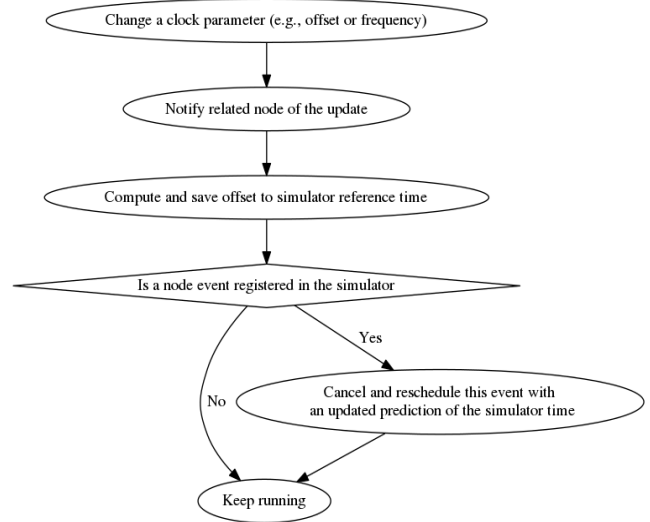 Change a clock parameter (e.g., offset or frequency)
Notify related node of the update
Compute and save offset to simulator reference time
Is a node event registered in the simulator
Yes
No
Cancel and reschedule this event with
an updated prediction of the simulator time
Keep running